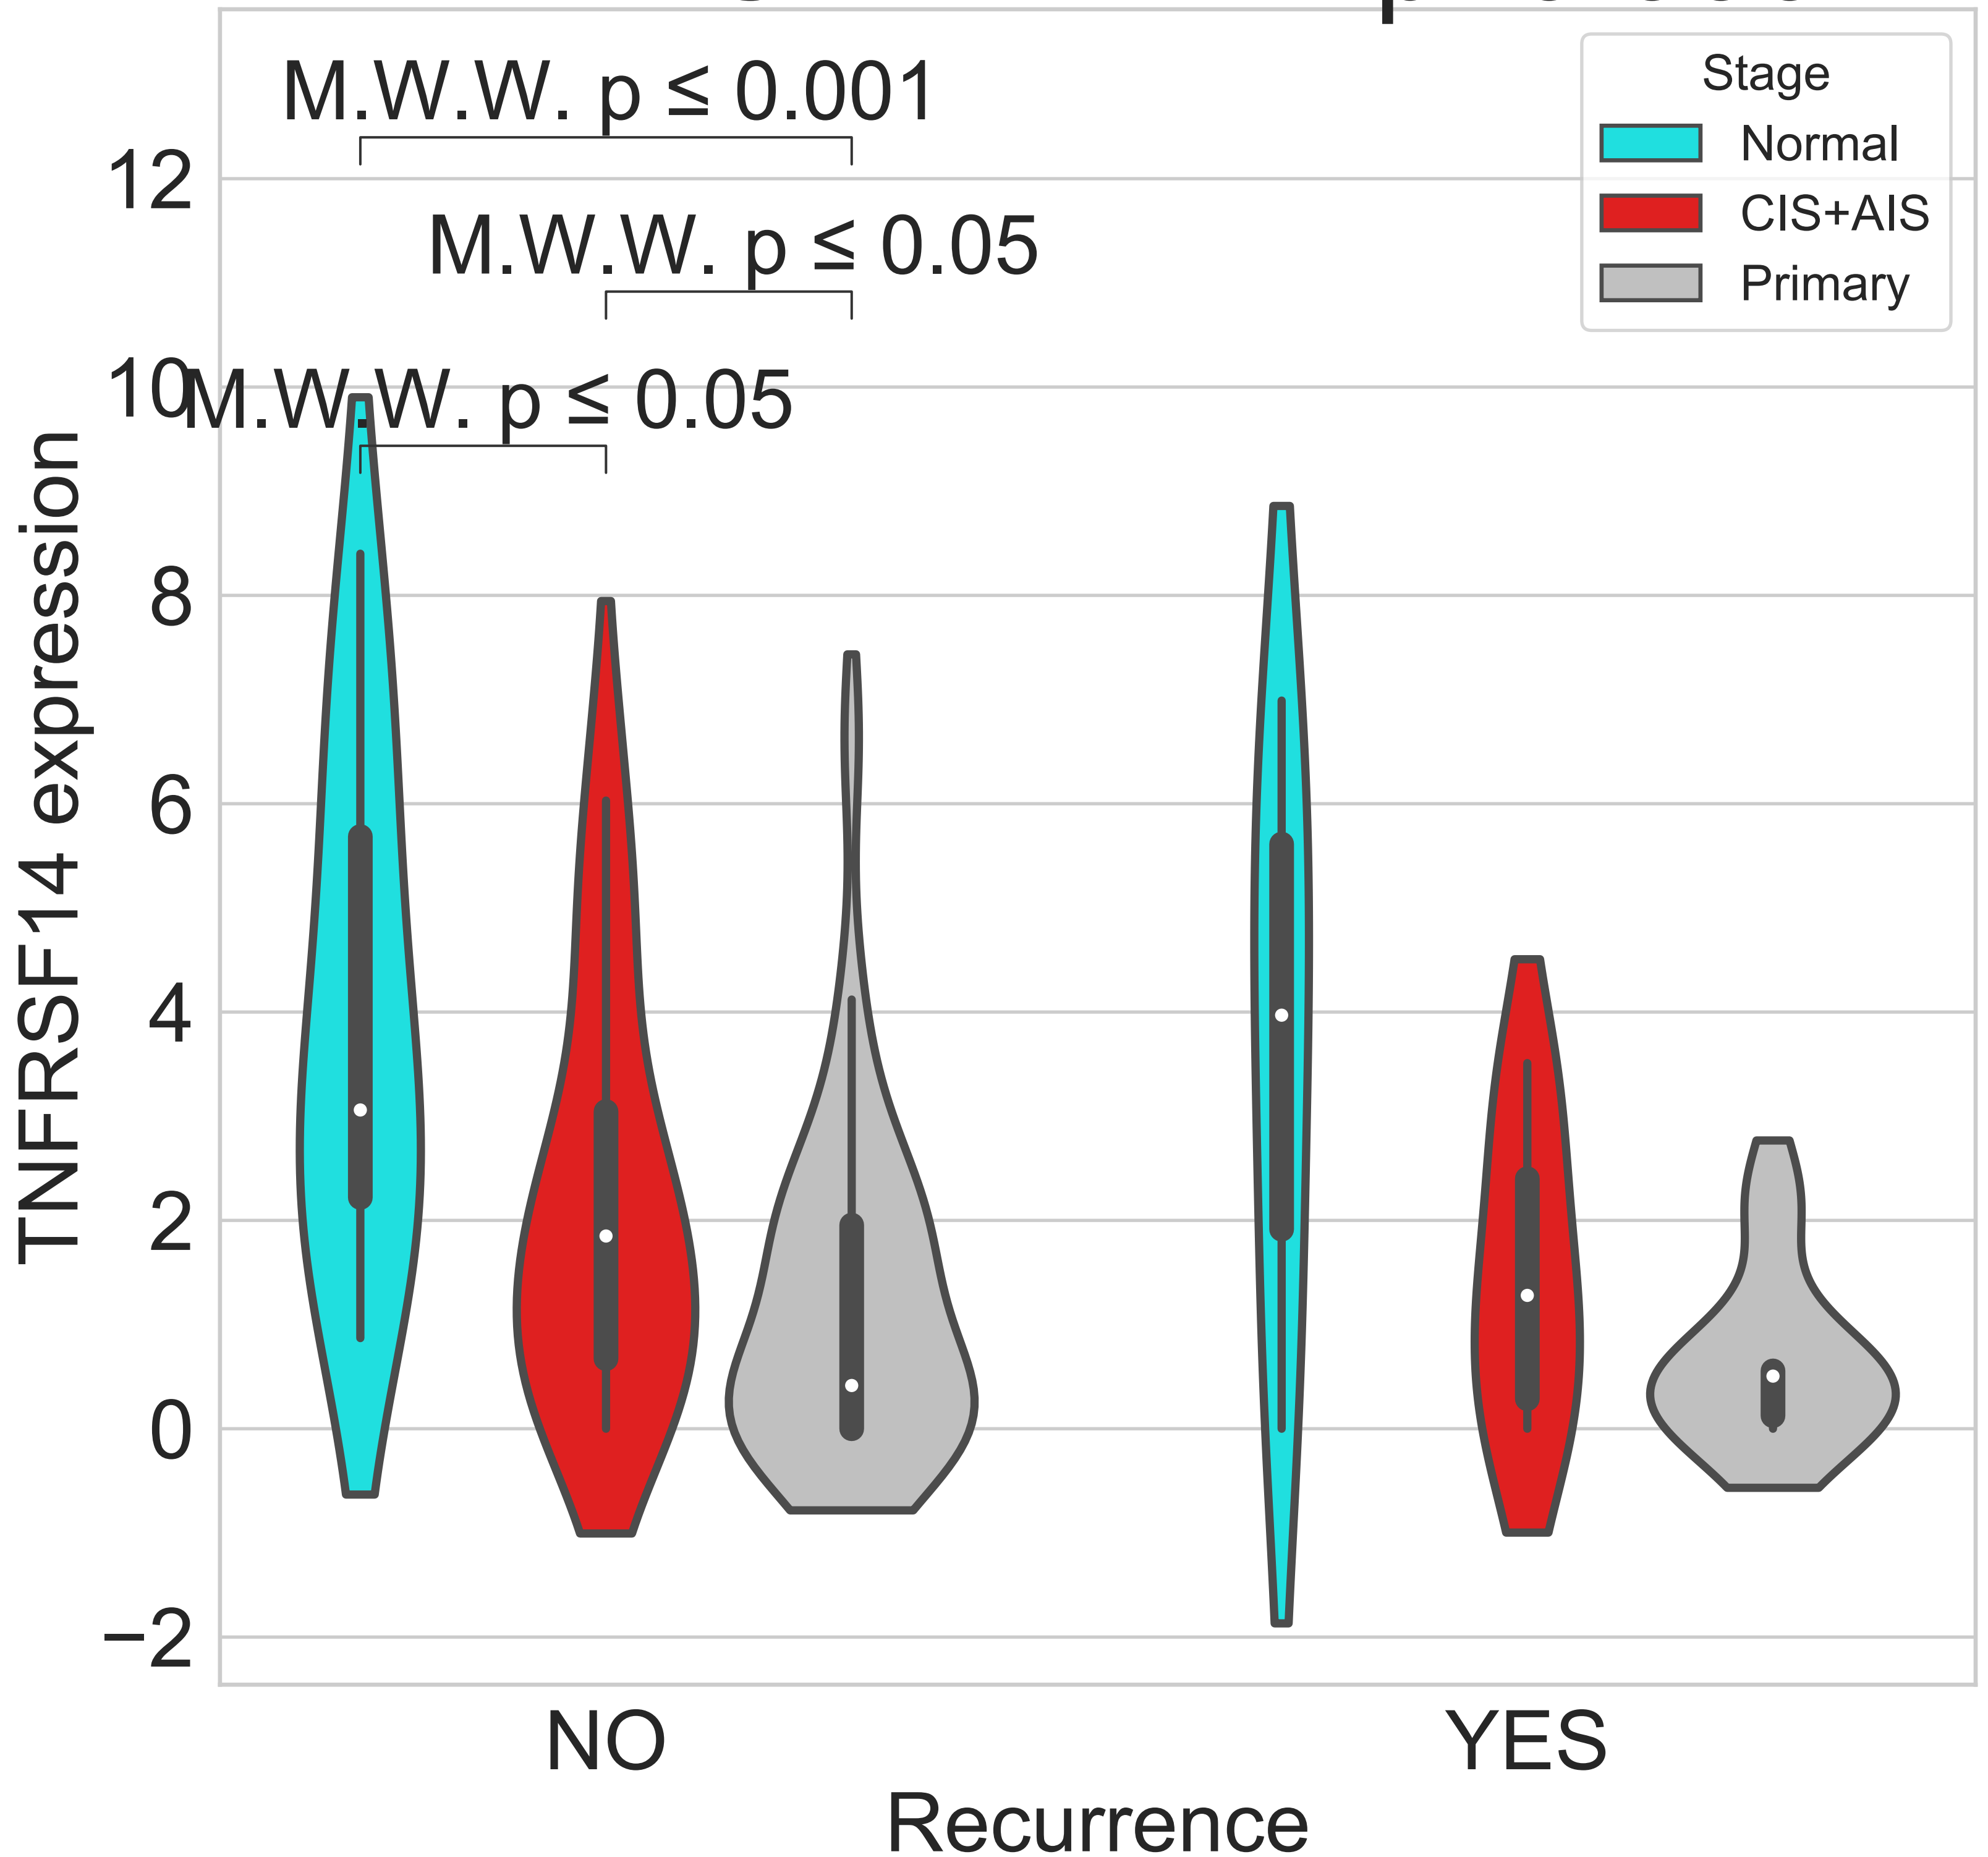 M.W.W. p ≤ 0.001
M.W.W. p ≤ 0.05
M.W.W. p ≤ 0.05
Stage
Normal
CIS+AIS
Primary
TNFRSF14 expression
12
10
8
6
4
2
0
−2
NO
YES
Recurrence